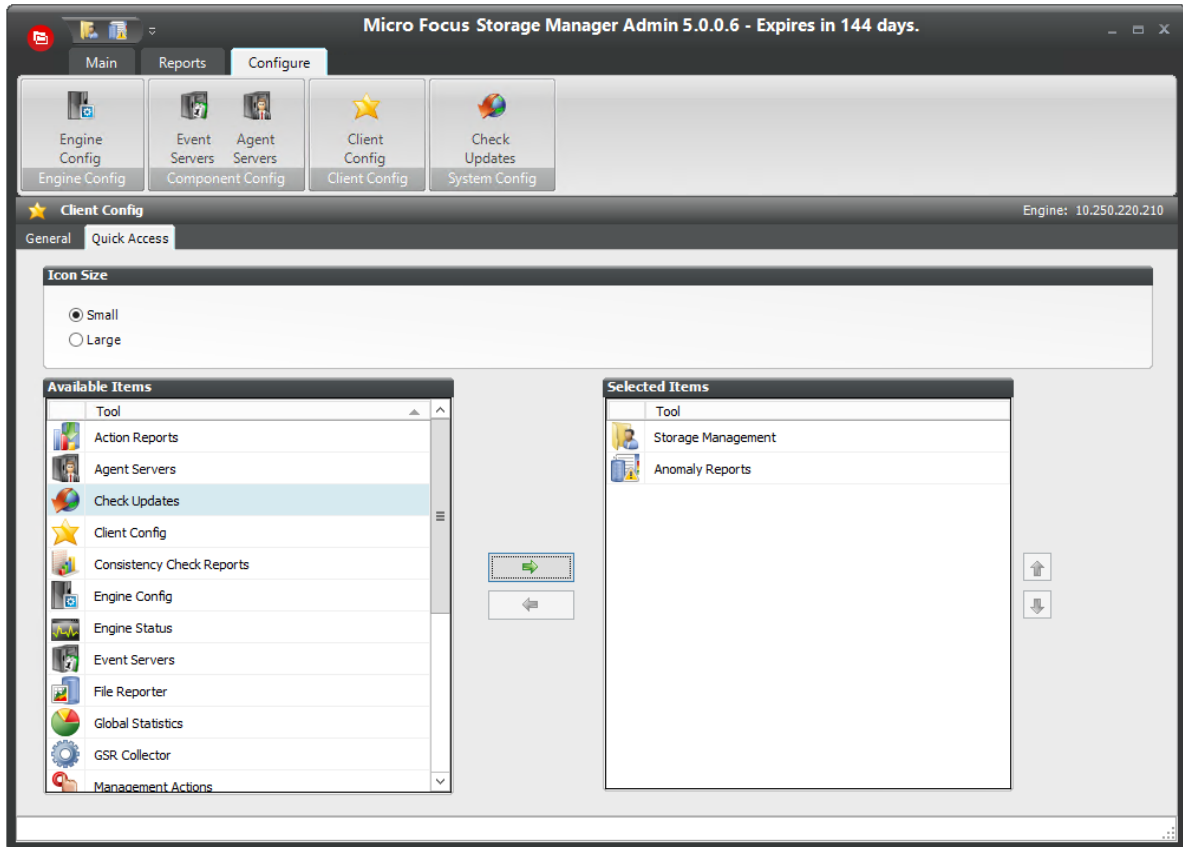 Micro Focus Storage Manager Admin 5.0.0.6 - Expires in 144 days.
Main Reports Configure
Engine Config
Event Servers
Agent Servers
Client Config
Check Updates
Engine Config Component Config Client Config System Config
Client Config Engine: 10.250.220.210
General Quick Access
Icon Size
Small
Large
Available Items
Tool
Action Reports
Agent Servers
Check Updates
Client Config
Consistency Check Reports
Engine Config
Engine Status
Event Servers
File Reporter
Global Statistics
GSR Collector
Management Actions
Selected Items
Tool
Storage Management
Anomaly Reports